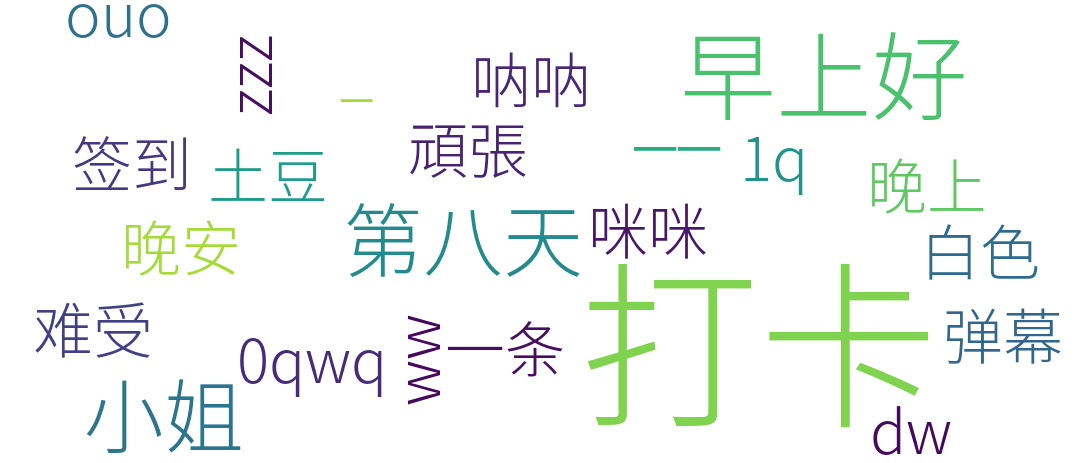 ouo
zzz
一
呐呐
早上好
签到
土豆
頑張
一一
1q
晚上
晚安
第八天
咪咪
白色
难受
0qwq
www
一条
打卡
弹幕
小姐
dw